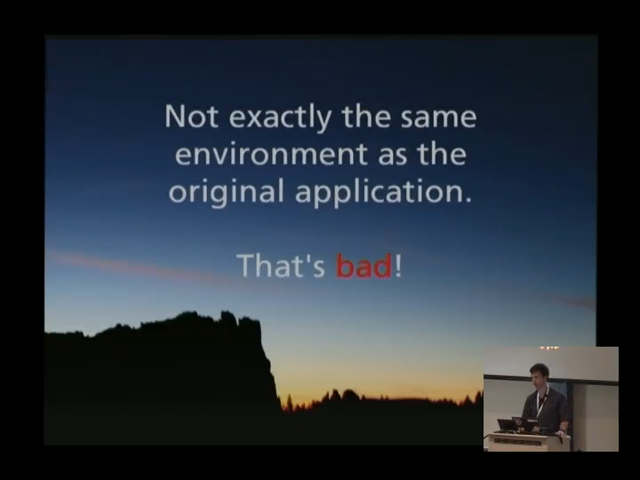 Not exactly the same
environment as the
original application.
That's bad!